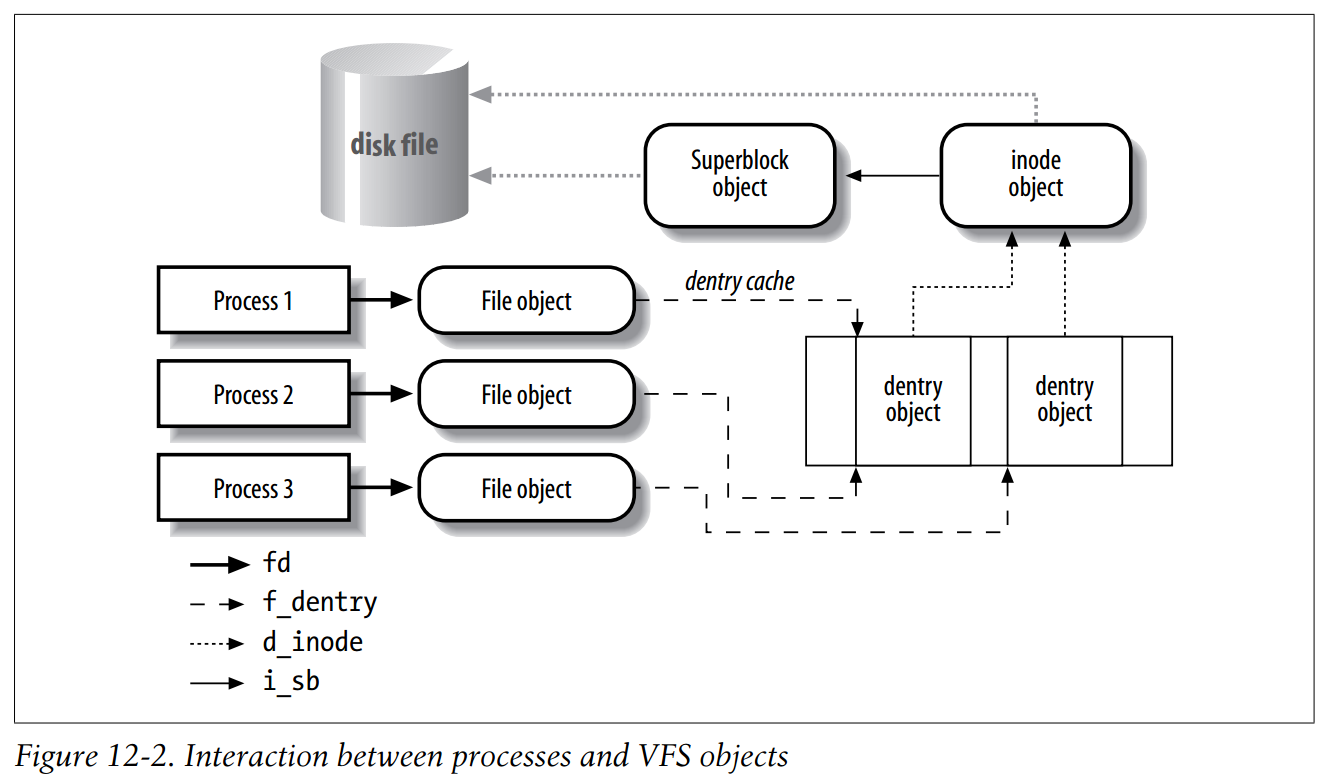 disk file
Superblock
object
inode
object
Process 1
File object
dentry cache
Process 2
File object
dentry
object
dentry
object
Process 3
File object
fd
f_dentry
d_inode
i_sb
Figure 12-2. Interaction between processes and VFS objects